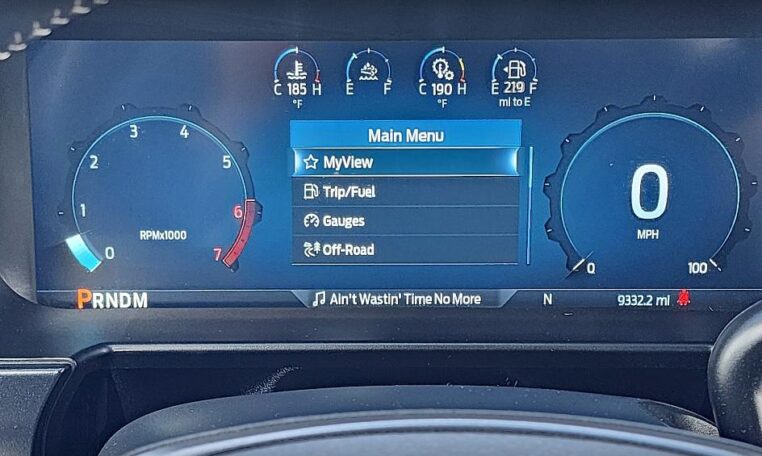 C 185 H
°F
E F
C 190 H
°F
E 219 F
mi to E
3 4
2 5
1 6
0 7
RPMx1000
Main Menu
MyView
Trip/Fuel
Gauges
Off-Road
0
MPH
0 100
PRNDM
Ain't Wastin' Time No More
N
9332.2 mi